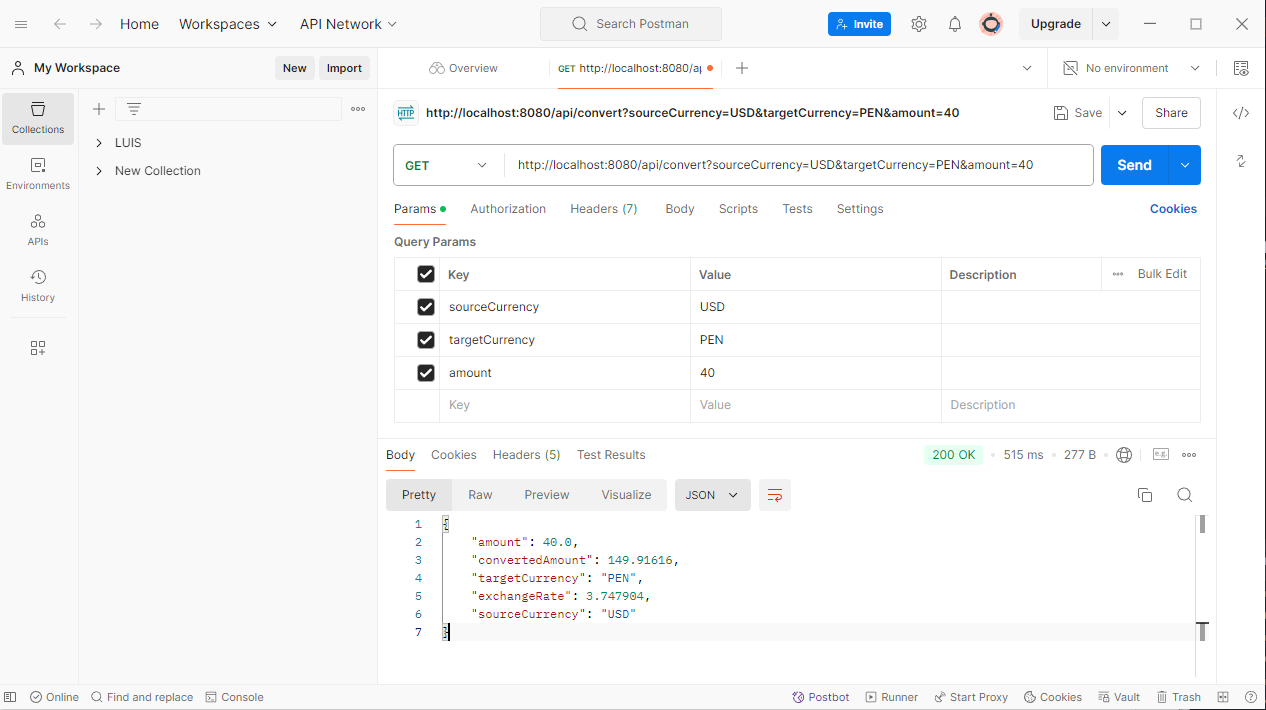 Home Workspaces API Network Search Postman Invite Upgrade
My Workspace New Import Overview GET http://localhost:8080/ap No environment
Collections
Environments
APIs
History
LUIS
New Collection
HTTP http://localhost:8080/api/convert?sourceCurrency=USD&targetCurrency=PEN&amount=40 Save Share
GET http://localhost:8080/api/convert?sourceCurrency=USD&targetCurrency=PEN&amount=40 Send
Params Authorization Headers (7) Body Scripts Tests Settings Cookies
Query Params
Key Value Description Bulk Edit
sourceCurrency USD
targetCurrency PEN
amount 40
Key Value Description
Body Cookies Headers (5) Test Results 200 OK 515 ms 277 B e.g.
Pretty Raw Preview Visualize JSON
1 {
2 "amount": 40.0,
3 "convertedAmount": 149.91616,
4 "targetCurrency": "PEN",
5 "exchangeRate": 3.747904,
6 "sourceCurrency": "USD"
7 }
Online Find and replace Console Postbot Runner Start Proxy Cookies Vault Trash